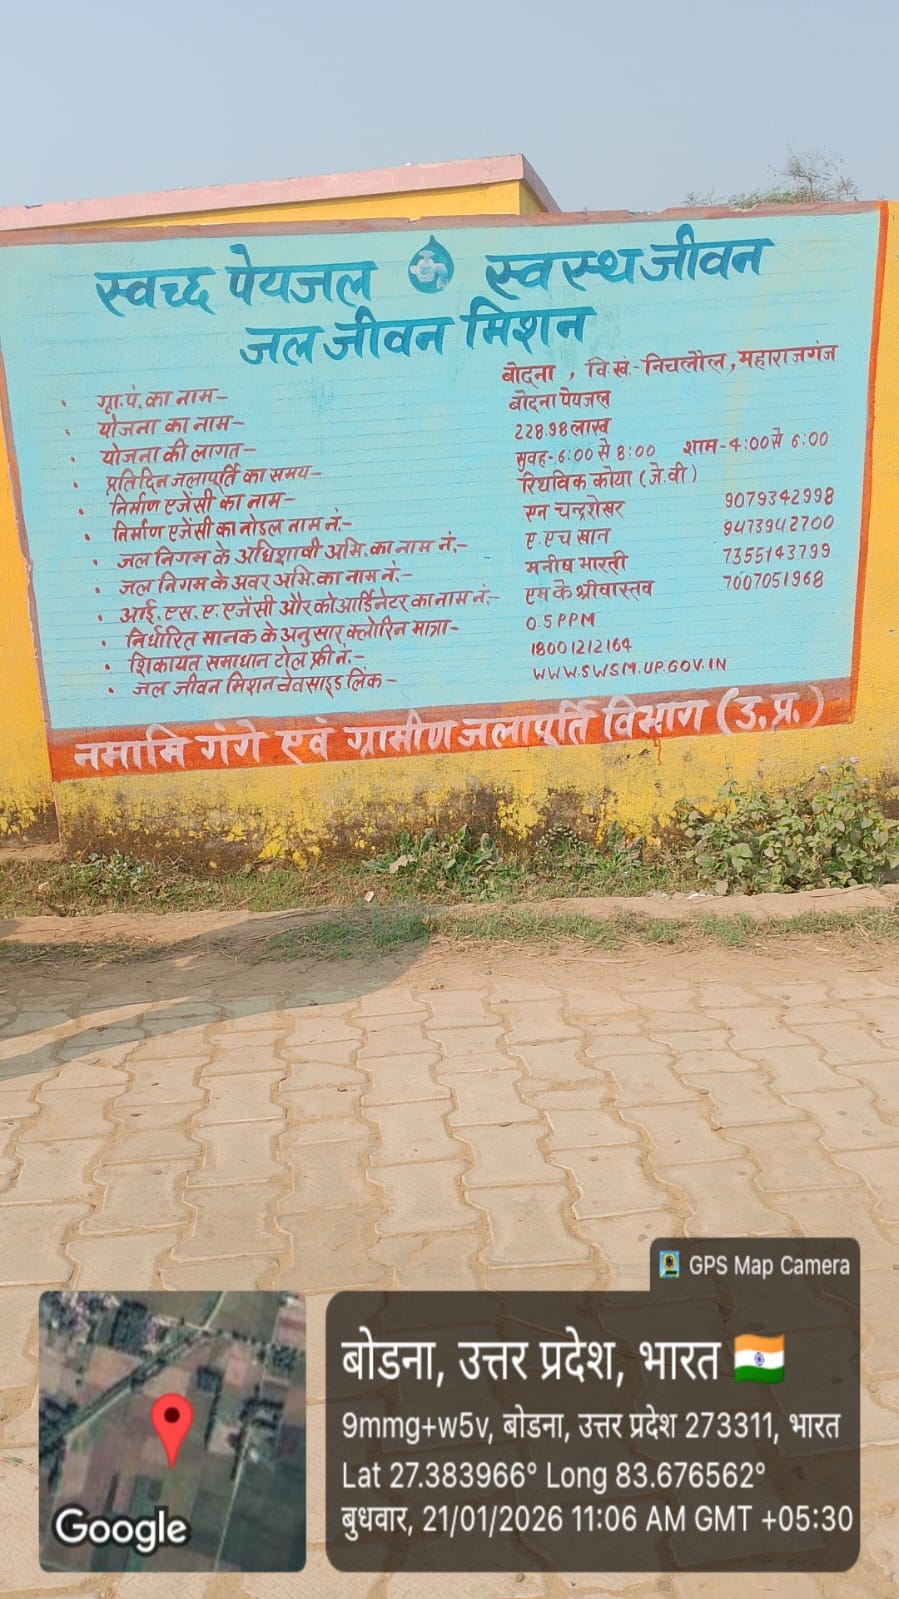 स्वच्छ पेयजल स्वस्थ जीवन
जल जीवन मिशन
ग्रा.पं. का नाम- बोदना , वि.खं.- निचलौल, महाराजगंज
योजना का नाम- बोदना पेयजल
योजना की लागत- 228.98 लाख
प्रतिदिन जलापूर्ति का समय- सुवह- 6:00 से 8:00 शाम- 4:00 से 6:00
निर्माण एजेंसी का नाम- रिथविक कोया (जे.वी)
निर्माण एजेंसी का नोडल नाम नं.- एन चन्द्रशेखर 9079342998
जल निगम के अधिशाषी अभि. का नाम नं.- ए. एच खान 9473942700
जल निगम के अवर अभि. का नाम नं.- मनीष भारती 7355143799
आई. एस. ए. एजेंसी और कोआर्डिनेटर का नाम नं.- एम के श्रीवास्तव 7007051968
निर्धारित मानक के अनुसार क्लोरिन मात्रा- 0.5 PPM
शिकायत समाधान टोल फ्री नं.- 18001212164
जल जीवन मिशन वेवसाइड लिंक- WWW.SWSM.UP.GOV.IN
नमामि गंगे एवं ग्रामीण जलापूर्ति विभाग (उ.प्र.)
GPS Map Camera
बोडना, उत्तर प्रदेश, भारत
9mmg+w5v, बोडना, उत्तर प्रदेश 273311, भारत
Lat 27.383966° Long 83.676562°
बुधवार, 21/01/2026 11:06 AM GMT +05:30
Google